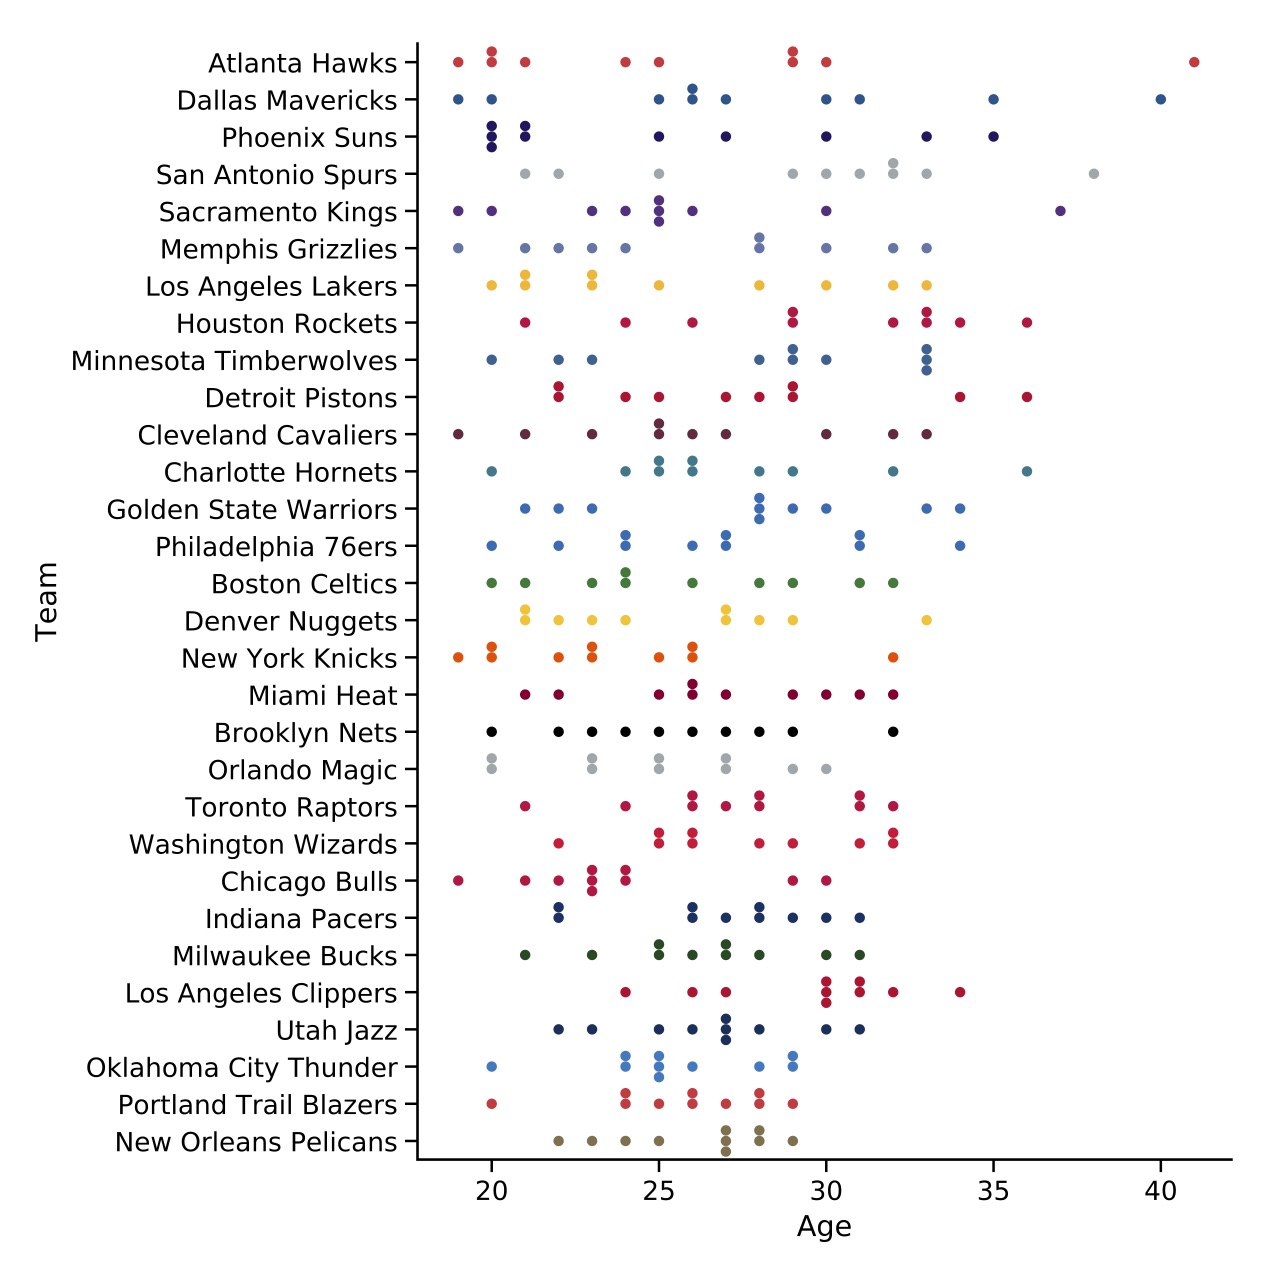 Atlanta Hawks
Dallas Mavericks
Phoenix Suns
San Antonio Spurs
Sacramento Kings
Memphis Grizzlies
Los Angeles Lakers
Houston Rockets
Minnesota Timberwolves
Detroit Pistons
Cleveland Cavaliers
Charlotte Hornets
Golden State Warriors
Philadelphia 76ers
Boston Celtics
Denver Nuggets
New York Knicks
Miami Heat
Brooklyn Nets
Orlando Magic
Toronto Raptors
Washington Wizards
Chicago Bulls
Indiana Pacers
Milwaukee Bucks
Los Angeles Clippers
Utah Jazz
Oklahoma City Thunder
Portland Trail Blazers
New Orleans Pelicans
Team
20 25 30 35 40
Age